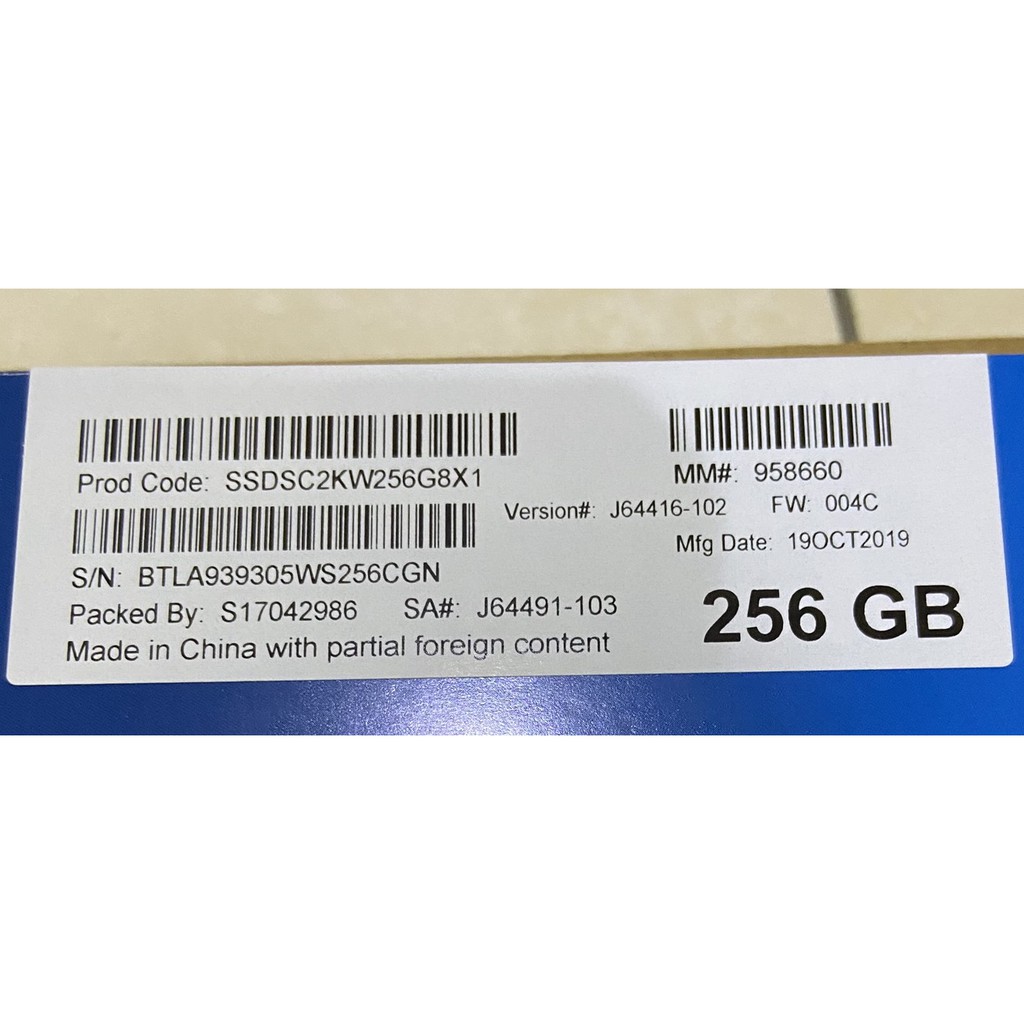 Prod Code: SSDSC2KW256G8X1
MM#: 958660
Version#: J64416-102 FW: 004C
Mfg Date: 19OCT2019
S/N: BTLA939305WS256CGN
Packed By: S17042986 SA#: J64491-103
256 GB
Made in China with partial foreign content